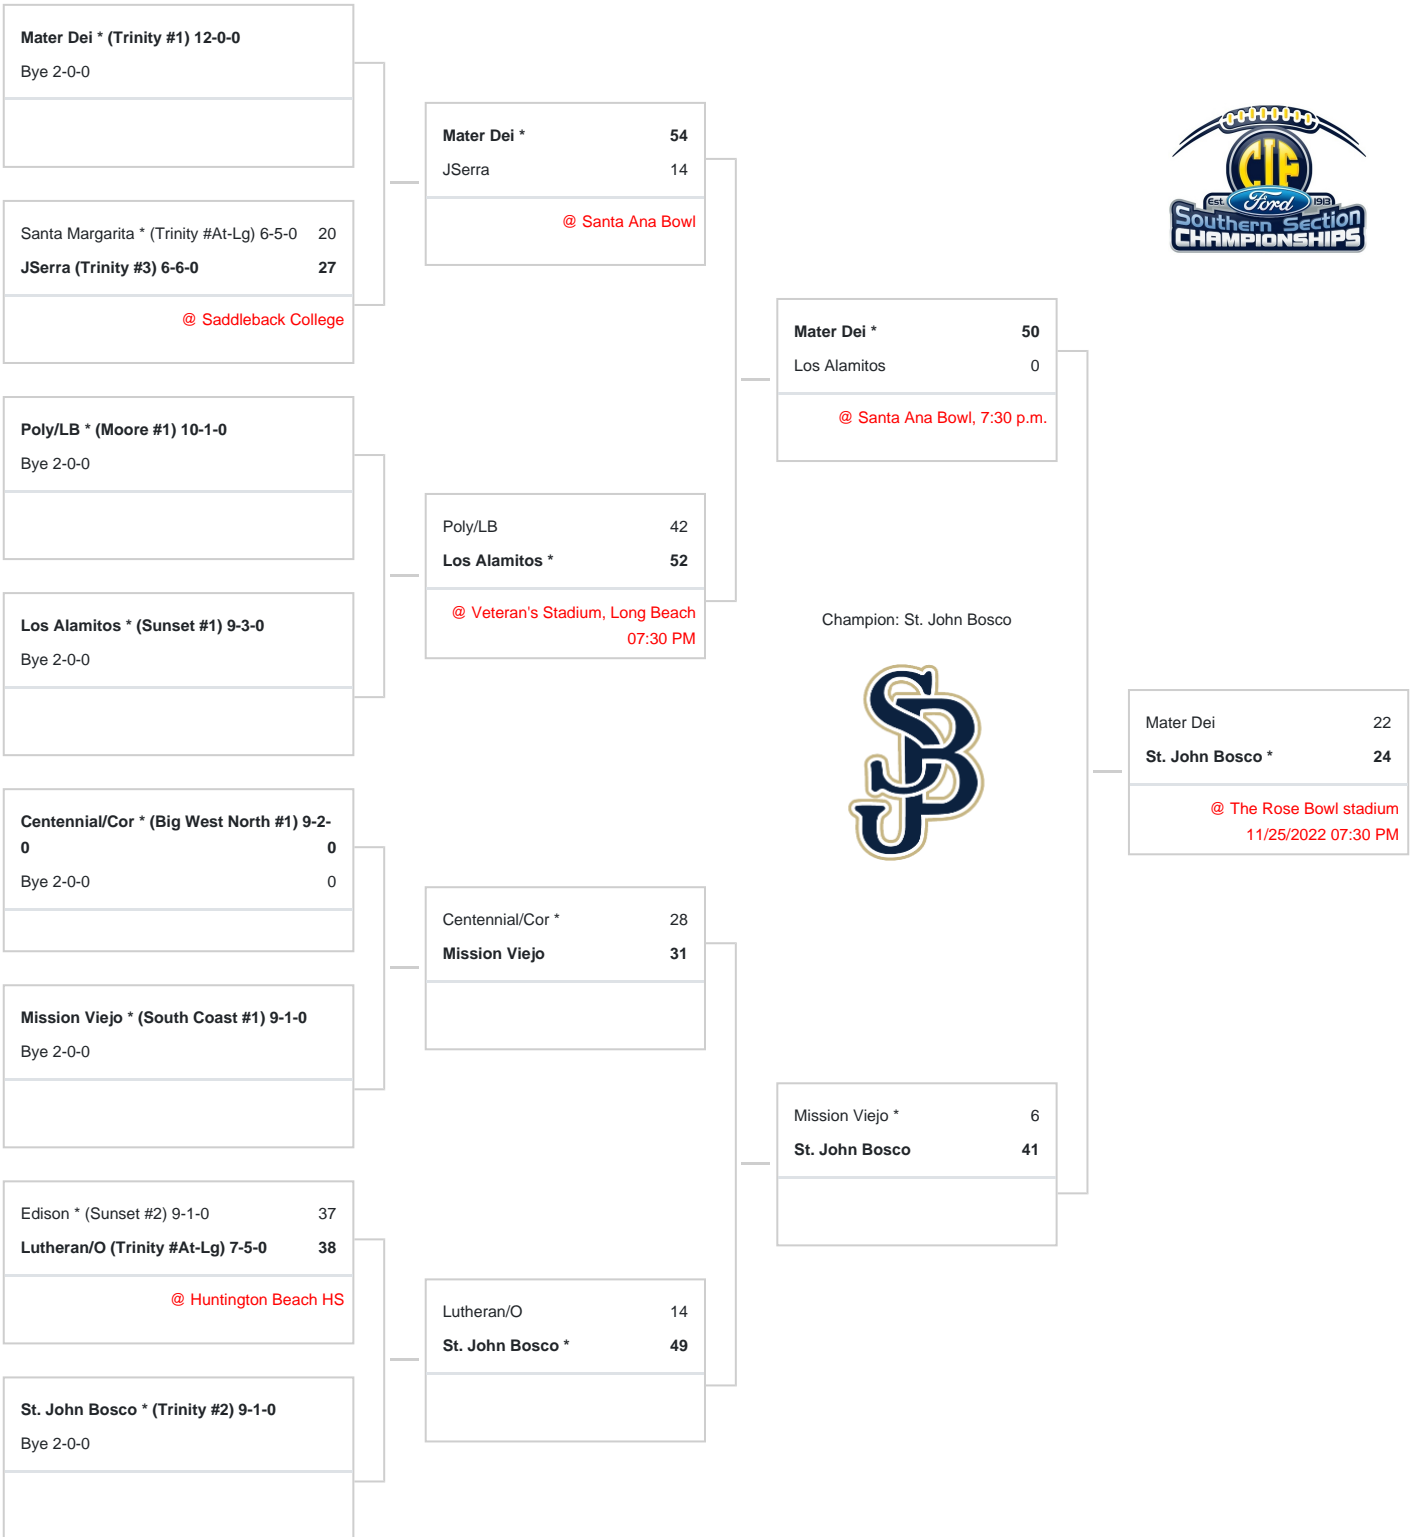 Mater Dei * (Trinity #1) 12-0-0
Bye 2-0-0
Santa Margarita * (Trinity #At-Lg) 6-5-0 20
JSerra (Trinity #3) 6-6-0 27
@ Saddleback College
Poly/LB * (Moore #1) 10-1-0
Bye 2-0-0
Los Alamitos * (Sunset #1) 9-3-0
Bye 2-0-0
Centennial/Cor * (Big West North #1) 9-2-
0 0
Bye 2-0-0 0
Mission Viejo * (South Coast #1) 9-1-0
Bye 2-0-0
Edison * (Sunset #2) 9-1-0 37
Lutheran/O (Trinity #At-Lg) 7-5-0 38
@ Huntington Beach HS
St. John Bosco * (Trinity #2) 9-1-0
Bye 2-0-0
Mater Dei * 54
JSerra 14
@ Santa Ana Bowl
Poly/LB 42
Los Alamitos * 52
@ Veteran's Stadium, Long Beach
07:30 PM
Centennial/Cor * 28
Mission Viejo 31
Lutheran/O 14
St. John Bosco * 49
Mater Dei * 50
Los Alamitos 0
@ Santa Ana Bowl, 7:30 p.m.
Champion: St. John Bosco
SJB
Mission Viejo * 6
St. John Bosco 41
CIF
Est. Ford 1913
Southern Section
CHAMPIONSHIPS
Mater Dei 22
St. John Bosco * 24
@ The Rose Bowl stadium
11/25/2022 07:30 PM